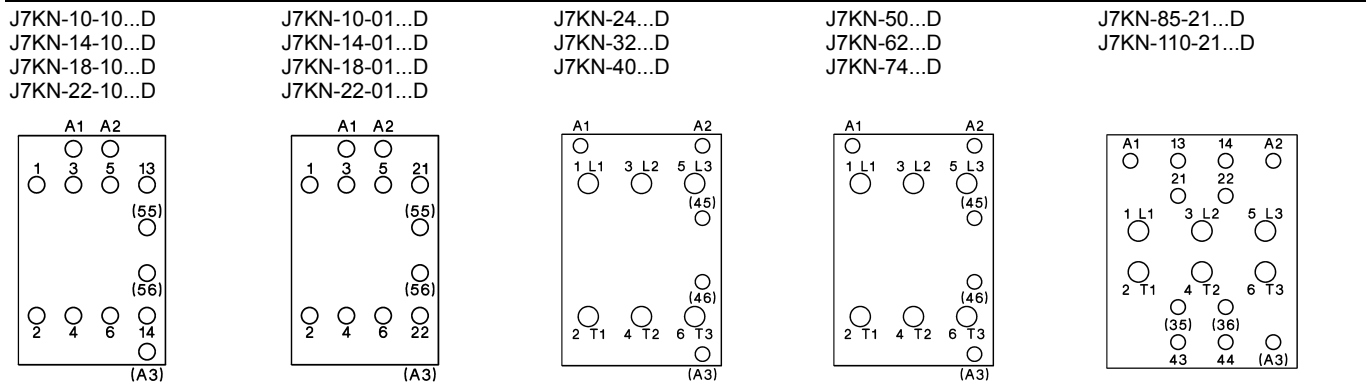 J7KN-10-10...D
J7KN-14-10...D
J7KN-18-10...D
J7KN-22-10...D
A1 A2
1 3 5 13
(55)
(56)
2 4 6 14
(A3)
J7KN-10-01...D
J7KN-14-01...D
J7KN-18-01...D
J7KN-22-01...D
A1 A2
1 3 5 21
(55)
(56)
2 4 6 22
(A3)
J7KN-24...D
J7KN-32...D
J7KN-40...D
A1 A2
1 L1 3 L2 5 L3
(45)
(46)
2 T1 4 T2 6 T3
(A3)
J7KN-50...D
J7KN-62...D
J7KN-74...D
A1 A2
1 L1 3 L2 5 L3
(45)
(46)
2 T1 4 T2 6 T3
(A3)
J7KN-85-21...D
J7KN-110-21...D
A1 13 14 A2
21 22
1 L1 3 L2 5 L3
2 T1 4 T2 6 T3
(35) (36)
43 44 (A3)